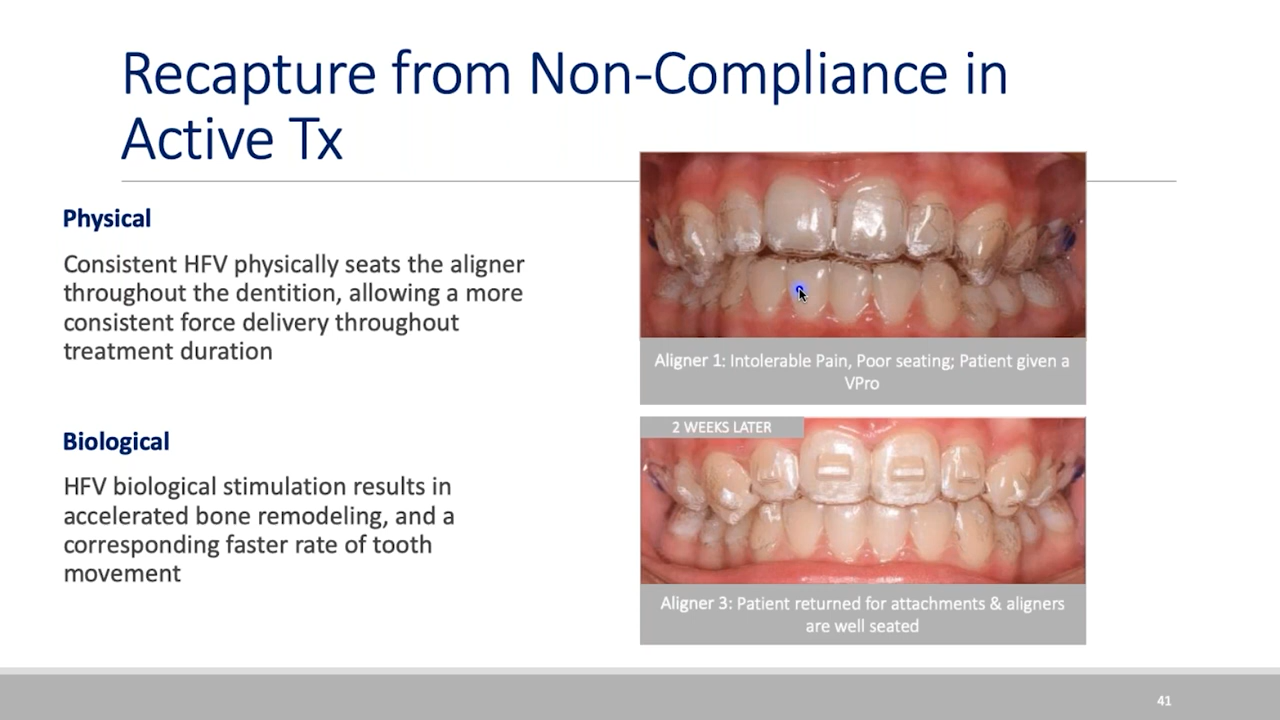 Recapture from Non-Compliance in
Active Tx
Physical
Consistent HFV physically seats the aligner
throughout the dentition, allowing a more
consistent force delivery throughout
treatment duration
Biological
HFV biological stimulation results in
accelerated bone remodeling, and a
corresponding faster rate of tooth
movement
Aligner 1: Intolerable Pain, Poor seating; Patient given a
VPro
2 WEEKS LATER
Aligner 3: Patient returned for attachments & aligners
are well seated
41